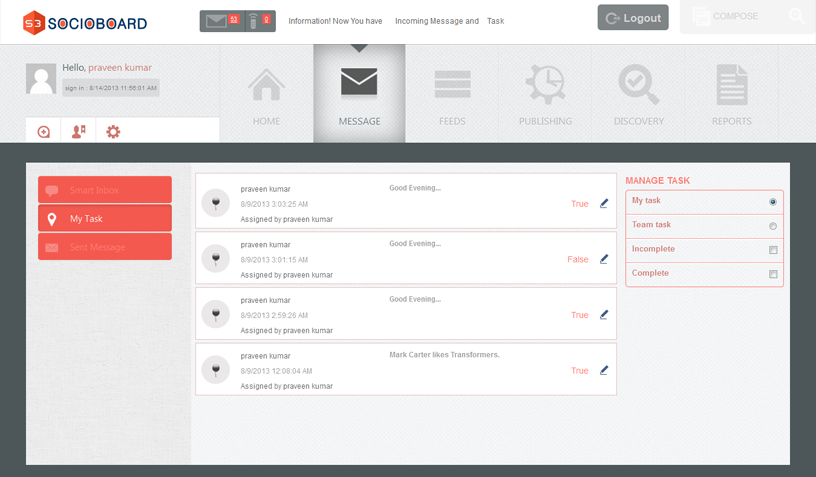 SOCIOBOARD
53
0
Information! Now You have Incoming Message and Task
Logout
COMPOSE
Hello, praveen kumar
sign in : 8/14/2013 11:56:01 AM
HOME
MESSAGE
FEEDS
PUBLISHING
DISCOVERY
REPORTS
Smart Inbox
My Task
Sent Message
praveen kumar
Good Evening...
8/9/2013 3:03:25 AM
True
Assigned by praveen kumar
praveen kumar
Good Evening...
8/9/2013 3:01:15 AM
False
Assigned by praveen kumar
praveen kumar
Good Evening...
8/9/2013 2:59:26 AM
True
Assigned by praveen kumar
praveen kumar
Mark Carter likes Transformers.
8/9/2013 12:08:04 AM
True
Assigned by praveen kumar
MANAGE TASK
My task
Team task
Incomplete
Complete